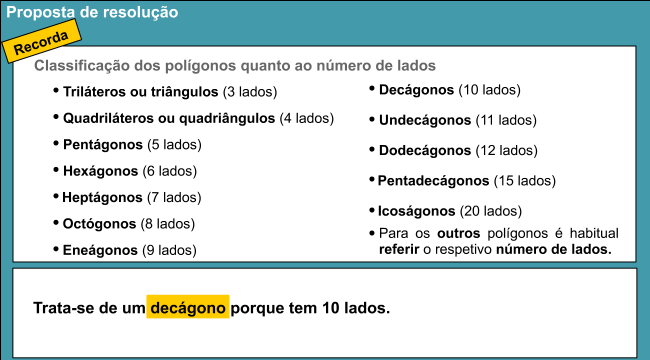 Proposta de resolução
Recorda
Classificação dos polígonos quanto ao número de lados
• Triláteros ou triângulos (3 lados)
• Quadriláteros ou quadriângulos (4 lados)
• Pentágonos (5 lados)
• Hexágonos (6 lados)
• Heptágonos (7 lados)
• Octógonos (8 lados)
• Eneágonos (9 lados)
• Decágonos (10 lados)
• Undecágonos (11 lados)
• Dodecágonos (12 lados)
• Pentadecágonos (15 lados)
• Icoságonos (20 lados)
• Para os outros polígonos é habitual
referir o respetivo número de lados.
Trata-se de um decágono porque tem 10 lados.